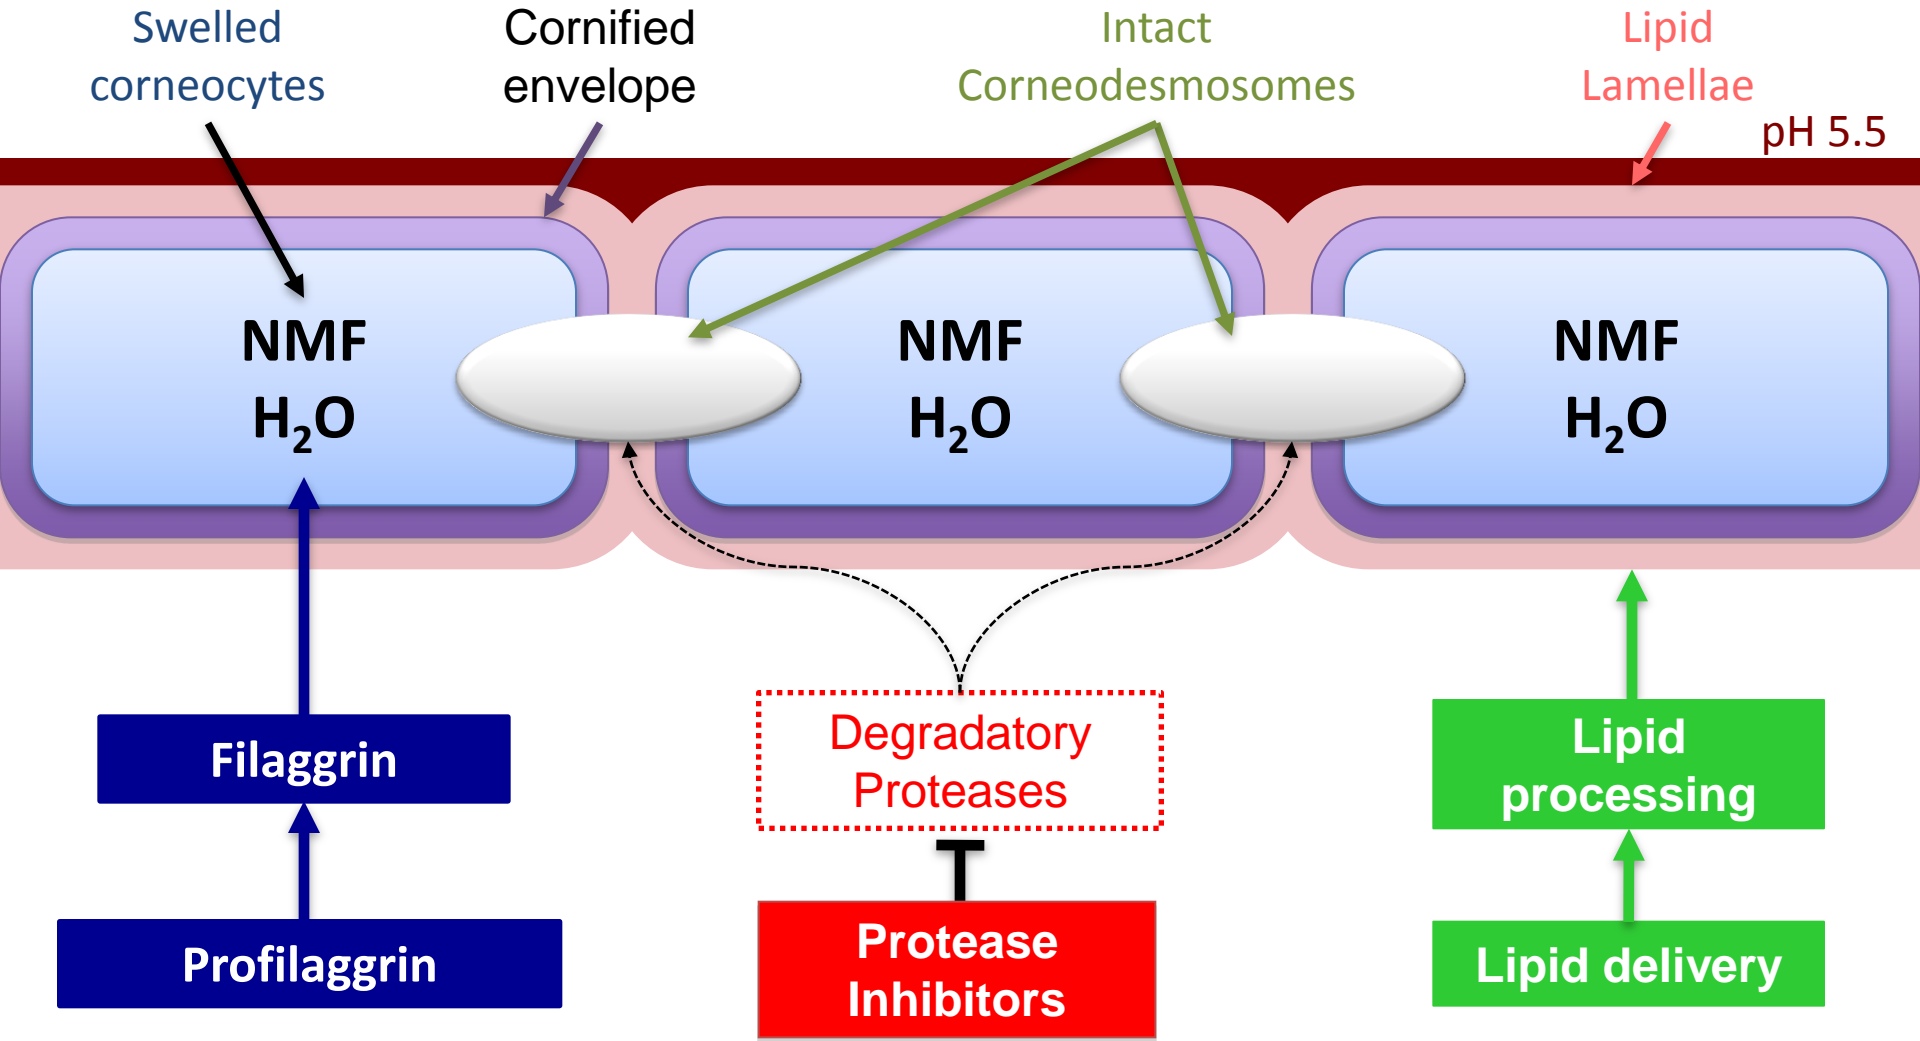 Swelled
corneocytes
Cornified
envelope
Intact
Corneodesmosomes
Lipid
Lamellae
pH 5.5
NMF
H₂O
NMF
H₂O
NMF
H₂O
Filaggrin
Profilaggrin
Degradatory
Proteases
Protease
Inhibitors
Lipid
processing
Lipid delivery